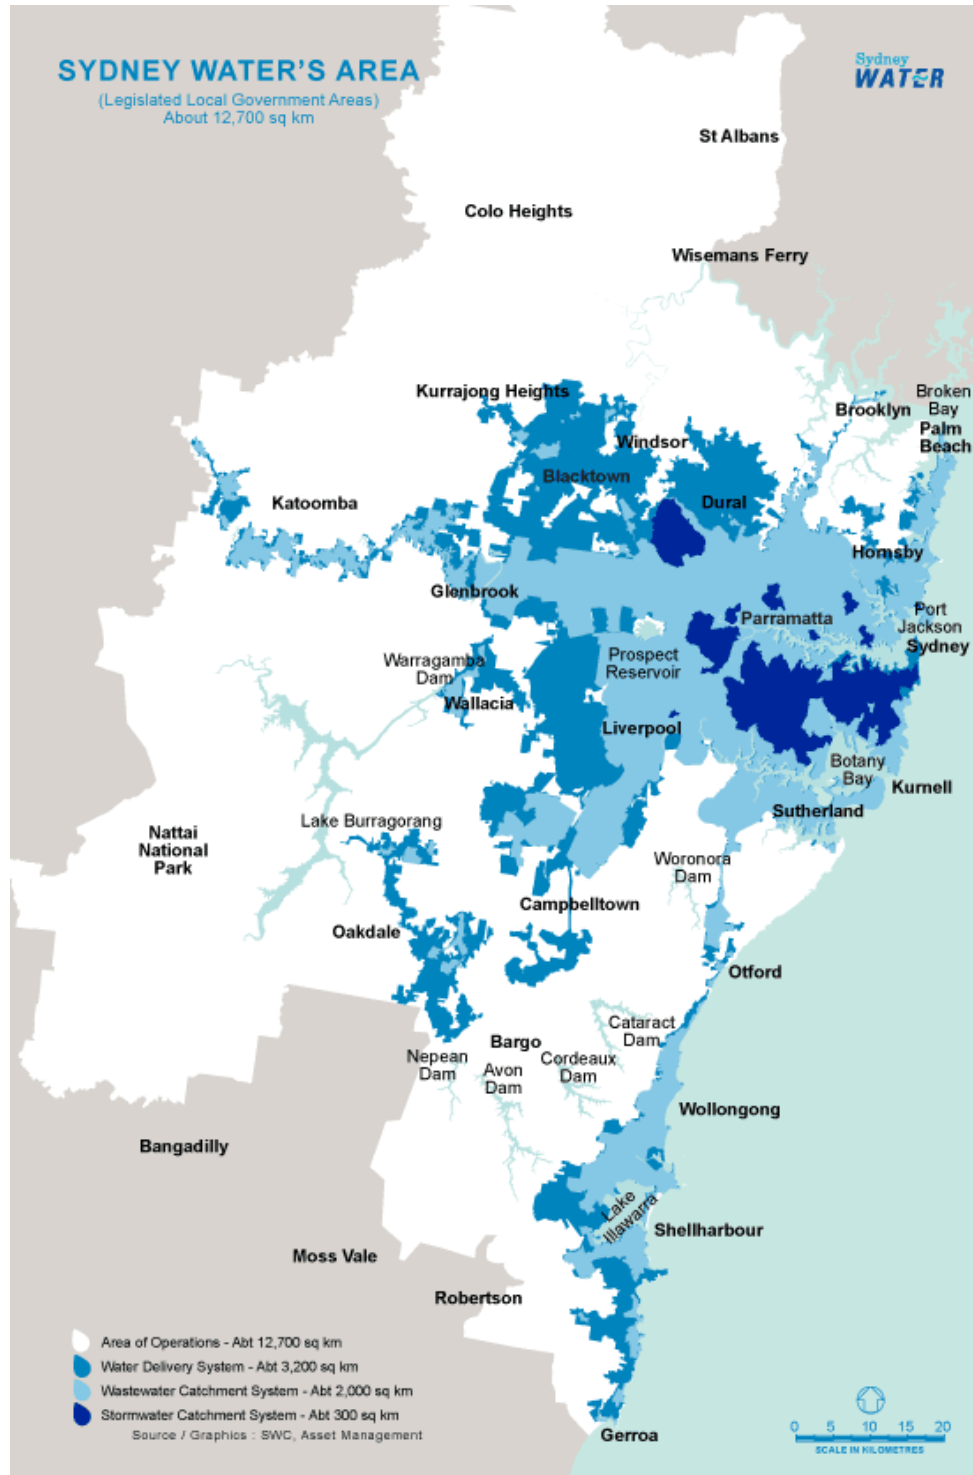 SYDNEY WATER'S AREA
(Legislated Local Government Areas)
About 12,700 sq km
Sydney
WATER
St Albans
Colo Heights
Wisemans Ferry
Kurrajong Heights
Broken
Bay
Brooklyn
Palm
Beach
Windsor
Blacktown
Katoomba
Dural
Hornsby
Glenbrook
Port
Jackson
Parramatta
Sydney
Warragamba
Dam
Prospect
Reservoir
Wallacia
Liverpool
Botany
Bay
Kurnell
Sutherland
Lake Burragorang
Nattai
National
Park
Woronora
Dam
Campbelltown
Oakdale
Otford
Cataract
Dam
Bargo
Nepean
Dam
Avon
Dam
Cordeaux
Dam
Wollongong
Bangadilly
Lake
Illawarra
Shellharbour
Moss Vale
Robertson
Area of Operations - Abt 12,700 sq km
Water Delivery System - Abt 3,200 sq km
Wastewater Catchment System - Abt 2,000 sq km
Stormwater Catchment System - Abt 300 sq km
Source / Graphics : SWC, Asset Management
Gerroa
0 5 10 15 20
SCALE IN KILOMETRES